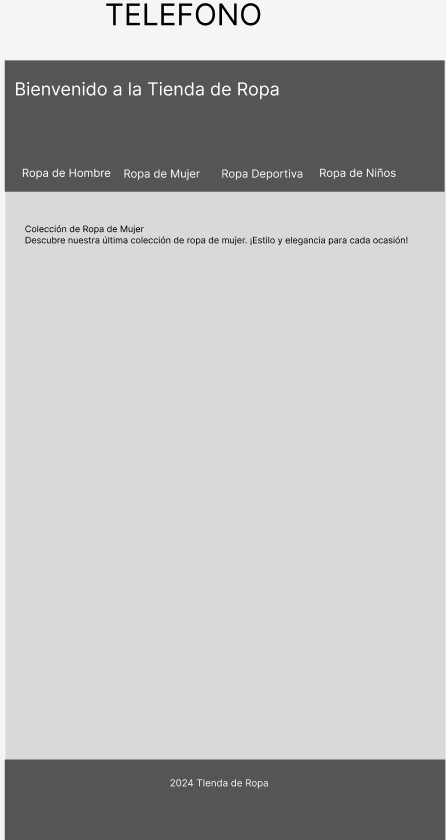 TELEFONO
Bienvenido a la Tienda de Ropa
Ropa de Hombre Ropa de Mujer Ropa Deportiva Ropa de Niños
Colección de Ropa de Mujer
Descubre nuestra última colección de ropa de mujer. ¡Estilo y elegancia para cada ocasión!
2024 TIenda de Ropa